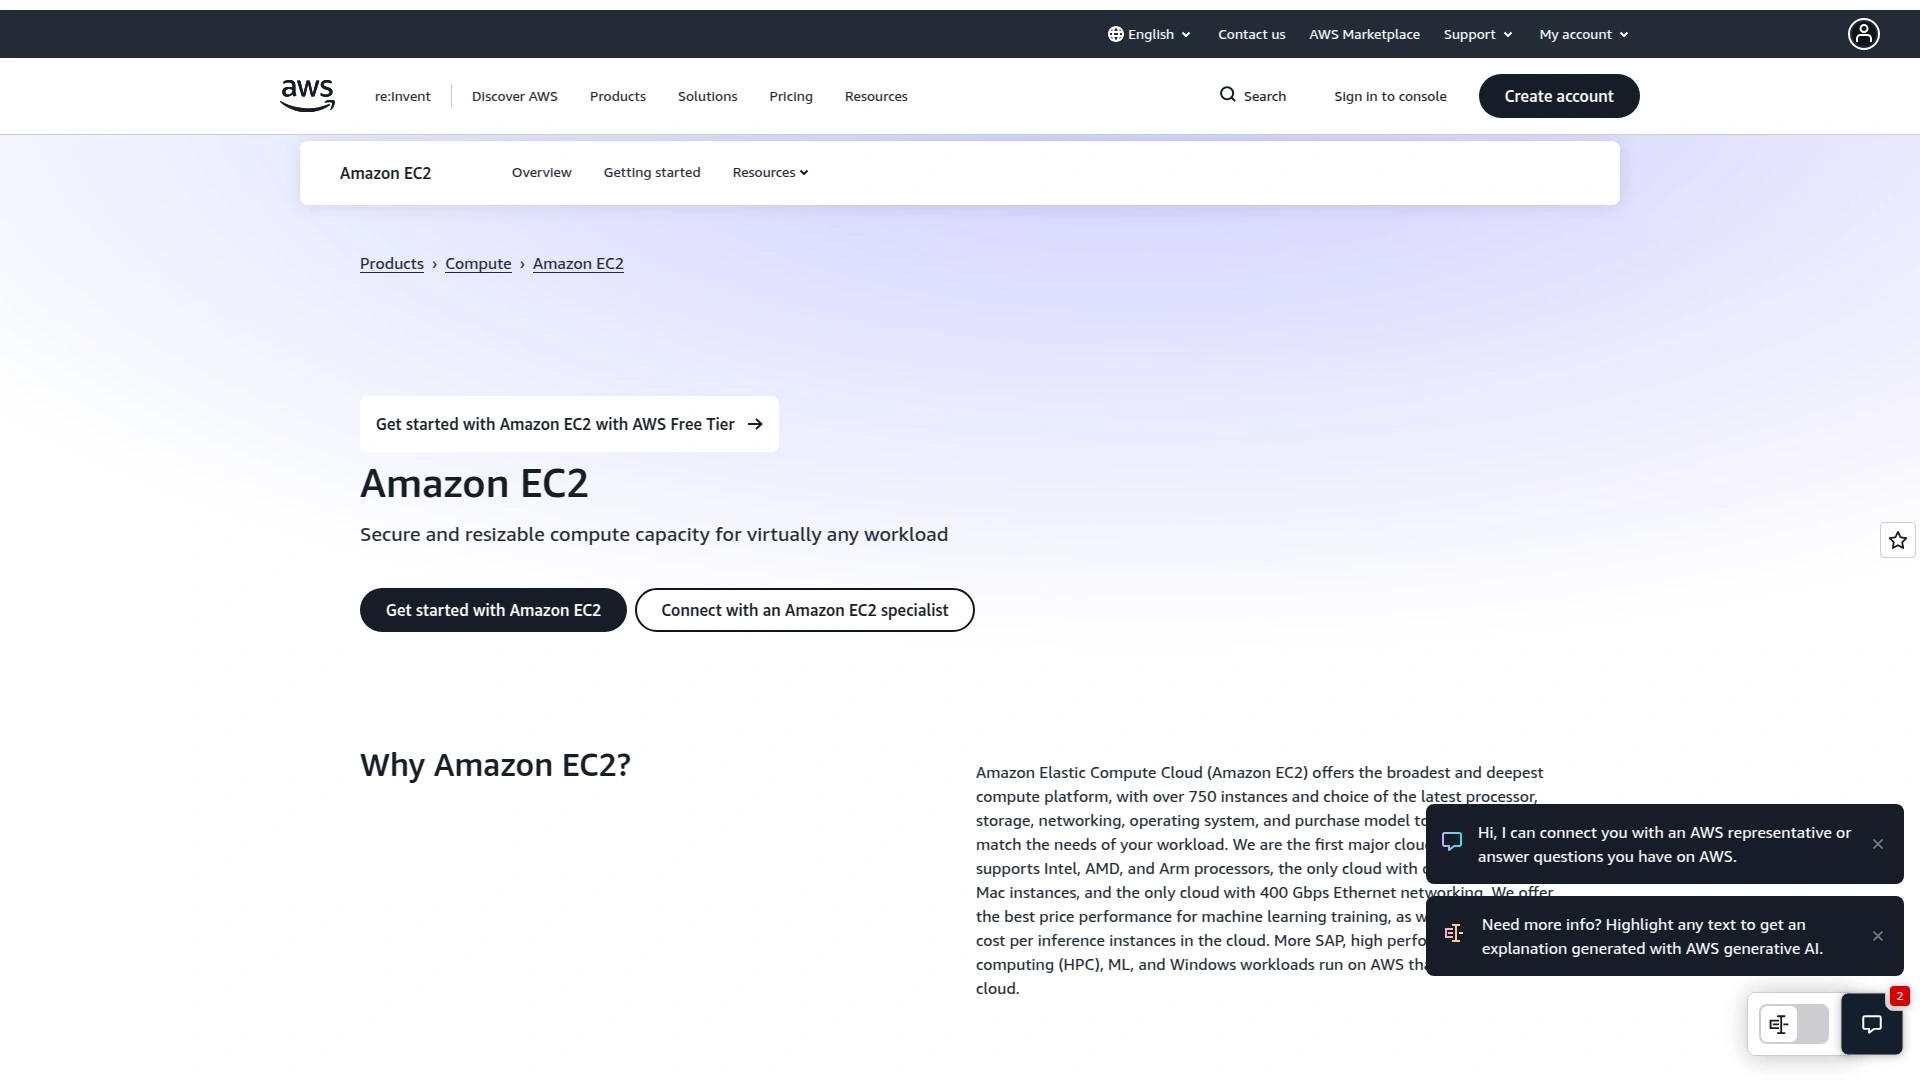 English
Contact us
AWS Marketplace
Support
My account
aws
re:Invent
Discover AWS
Products
Solutions
Pricing
Resources
Search
Sign in to console
Create account
Amazon EC2
Overview
Getting started
Resources
Products › Compute › Amazon EC2
Get started with Amazon EC2 with AWS Free Tier
Amazon EC2
Secure and resizable compute capacity for virtually any workload
Get started with Amazon EC2
Connect with an Amazon EC2 specialist
Why Amazon EC2?
Amazon Elastic Compute Cloud (Amazon EC2) offers the broadest and deepest
compute platform, with over 750 instances and choice of the latest processor,
storage, networking, operating system, and purchase model
match the needs of your workload. We are the first major
supports Intel, AMD, and Arm processors, the only cloud with
Mac instances, and the only cloud with 400 Gbps Ethernet networking. We offer
the best price performance for machine learning training, as
cost per inference instances in the cloud. More SAP, high
computing (HPC), ML, and Windows workloads run on AWS
cloud.
Hi, I can connect you with an AWS representative or
answer questions you have on AWS.
Need more info? Highlight any text to get an
explanation generated with AWS generative AI.
2